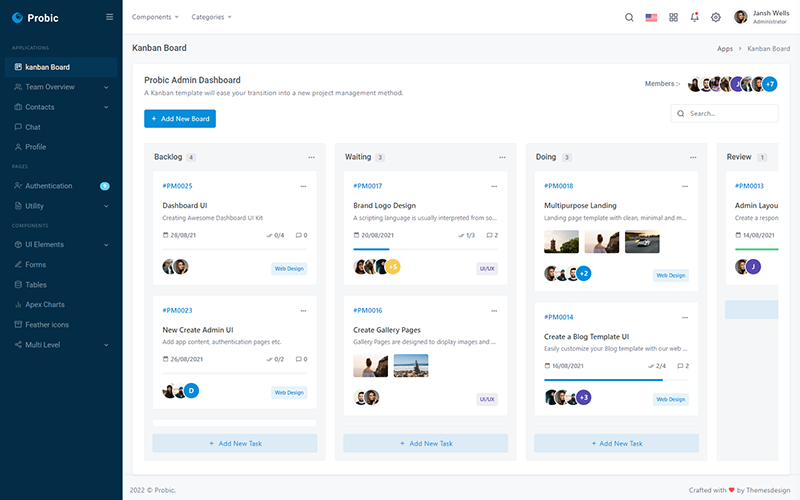 Probic
Components
Categories
Jansh Wells
Administrator
APPLICATIONS
kanban Board
Team Overview
Contacts
Chat
Profile
PAGES
Authentication
9
Utility
COMPONENTS
UI Elements
Forms
Tables
Apex Charts
Feather icons
Multi Level
Kanban Board
Apps > Kanban Board
Probic Admin Dashboard
A Kanban template will ease your transition into a new project management method.
Members :-
J
+7
+ Add New Board
Search...
Backlog 4
#PM0025
Dashboard UI
Creating Awesome Dashboard UI Kit
28/08/21 0/4 0
Web Design
#PM0023
New Create Admin UI
Add app content, authentication pages etc.
26/08/2021 0/2 0
D
Web Design
+ Add New Task
Waiting 3
#PM0017
Brand Logo Design
A scripting language is usually interpreted from so...
20/08/2021 1/3 2
+5
UI/UX
#PM0016
Create Gallery Pages
Gallery Pages are designed to display images and ...
UI/UX
+ Add New Task
Doing 3
#PM0018
Multipurpose Landing
Landing page template with clean, minimal and m...
+2
Web Design
#PM0014
Create a Blog Template UI
Easily customize your Blog template with our web ...
16/08/2021 2/4 2
+3
Web Design
+ Add New Task
Review 1
#PM0013
Admin Layou
Create a respon
14/08/2021
J
2022 © Probic.
Crafted with ❤ by Themesdesign